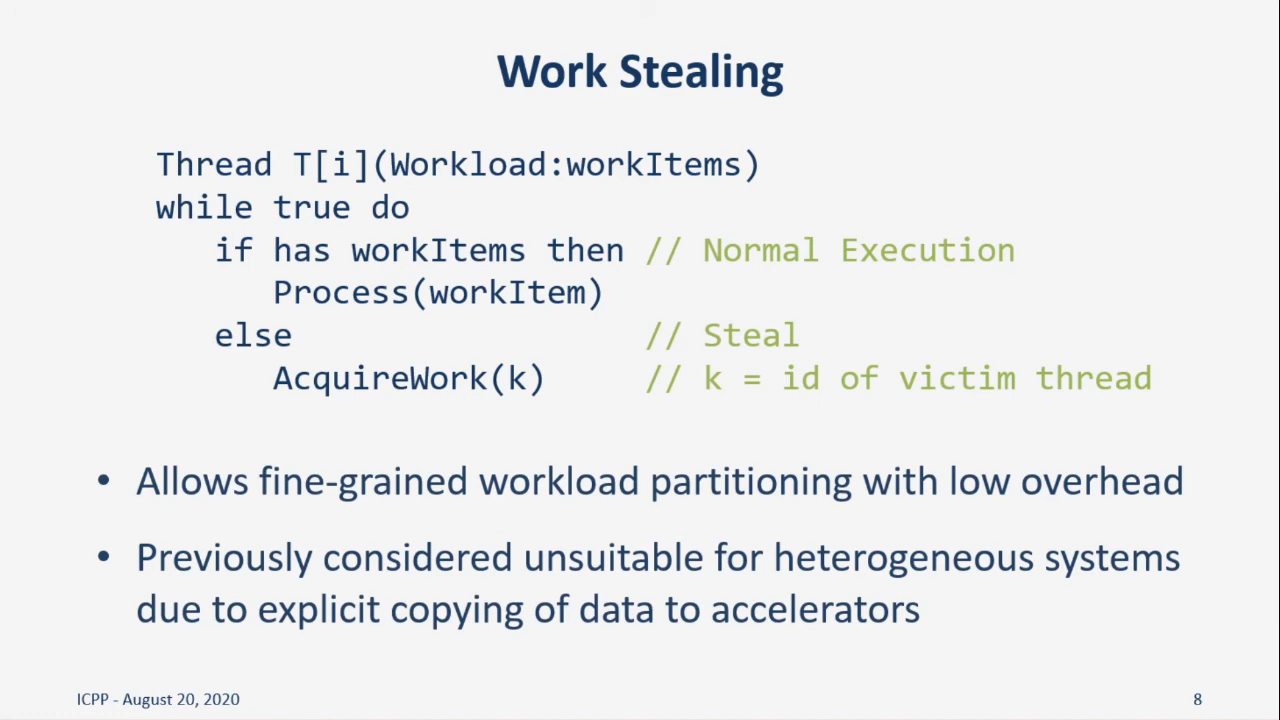 Work Stealing
Thread T[i](Workload:workItems)
while true do
if has workItems then // Normal Execution
Process(workItem)
else // Steal
AcquireWork(k) // k = id of victim thread
• Allows fine-grained workload partitioning with low overhead
• Previously considered unsuitable for heterogeneous systems
due to explicit copying of data to accelerators
ICPP - August 20, 2020 8